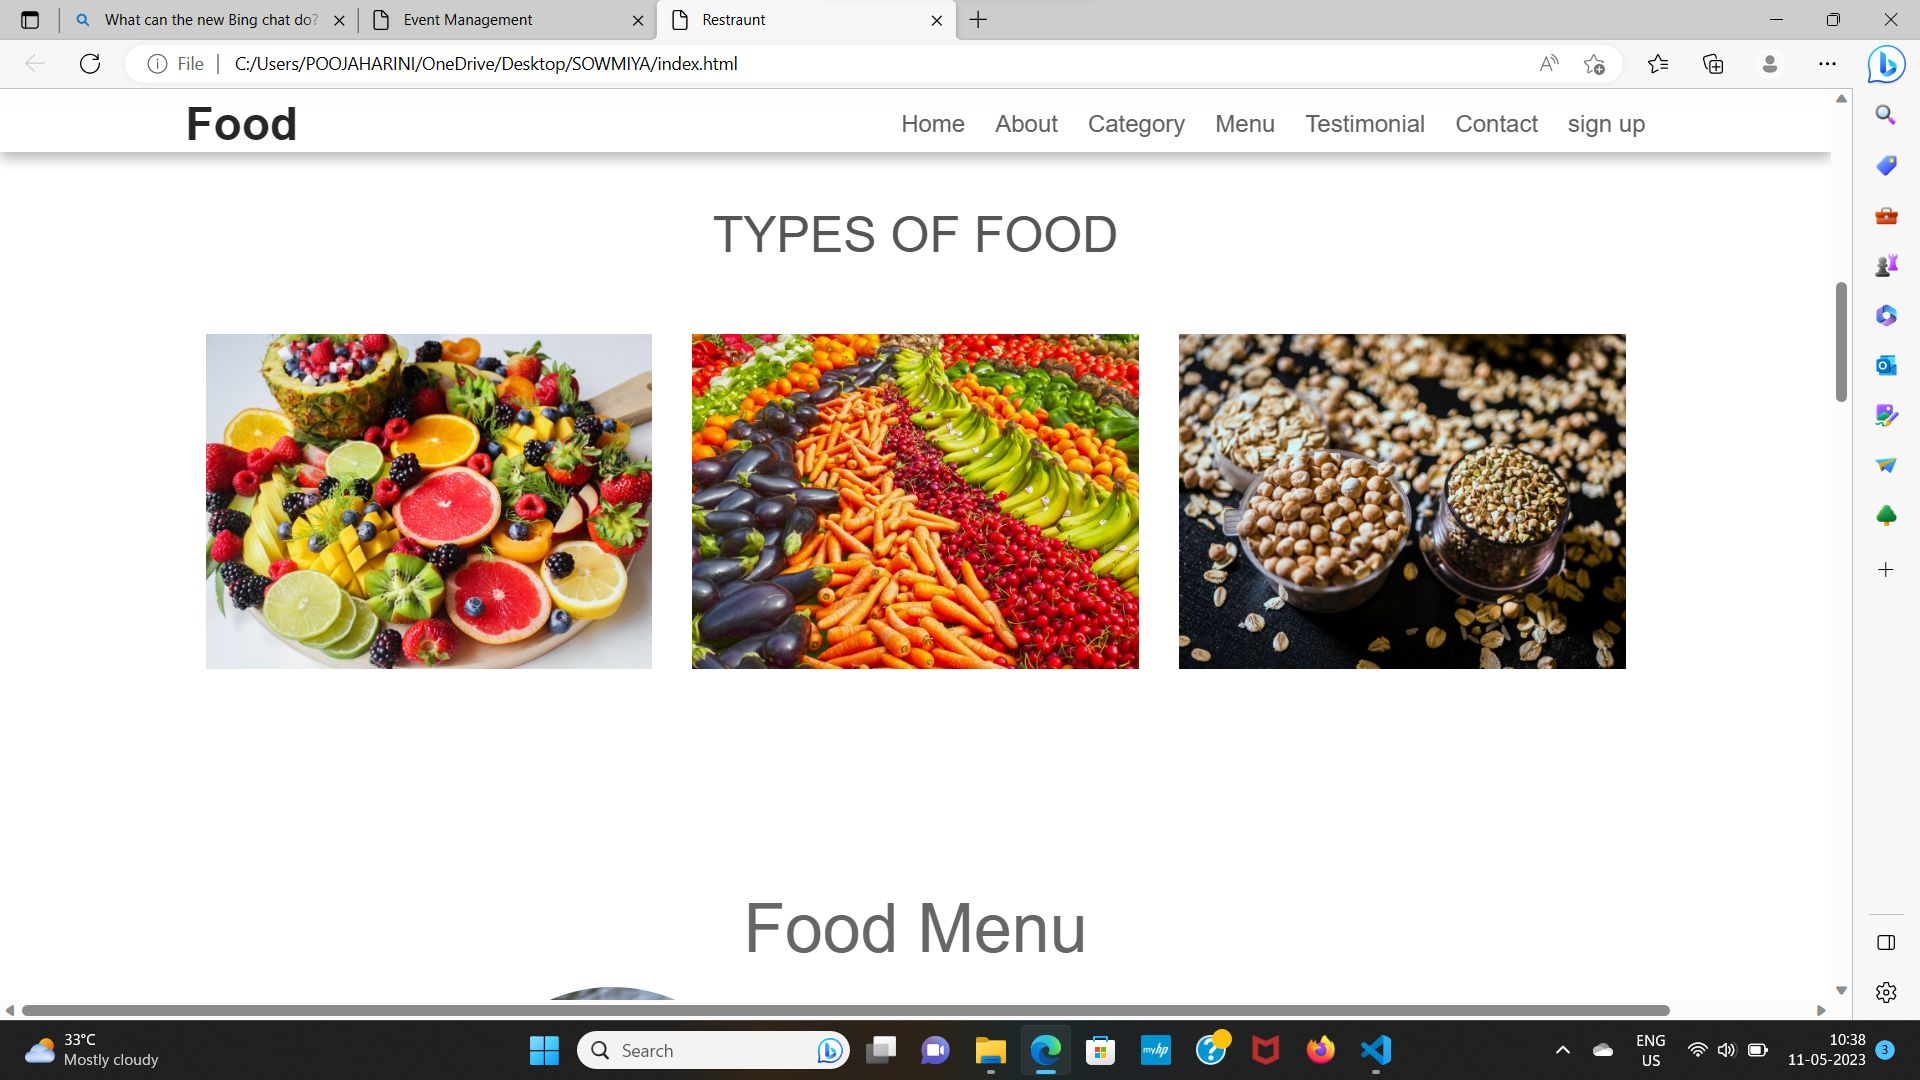 What can the new Bing chat do?
Event Management
Restraunt
File
C:/Users/POOJAHARINI/OneDrive/Desktop/SOWMIYA/index.html
Food
Home
About
Category
Menu
Testimonial
Contact
sign up
TYPES OF FOOD
Food Menu
33°C
Mostly cloudy
Search
myhp
ENG
US
10:38
11-05-2023
3